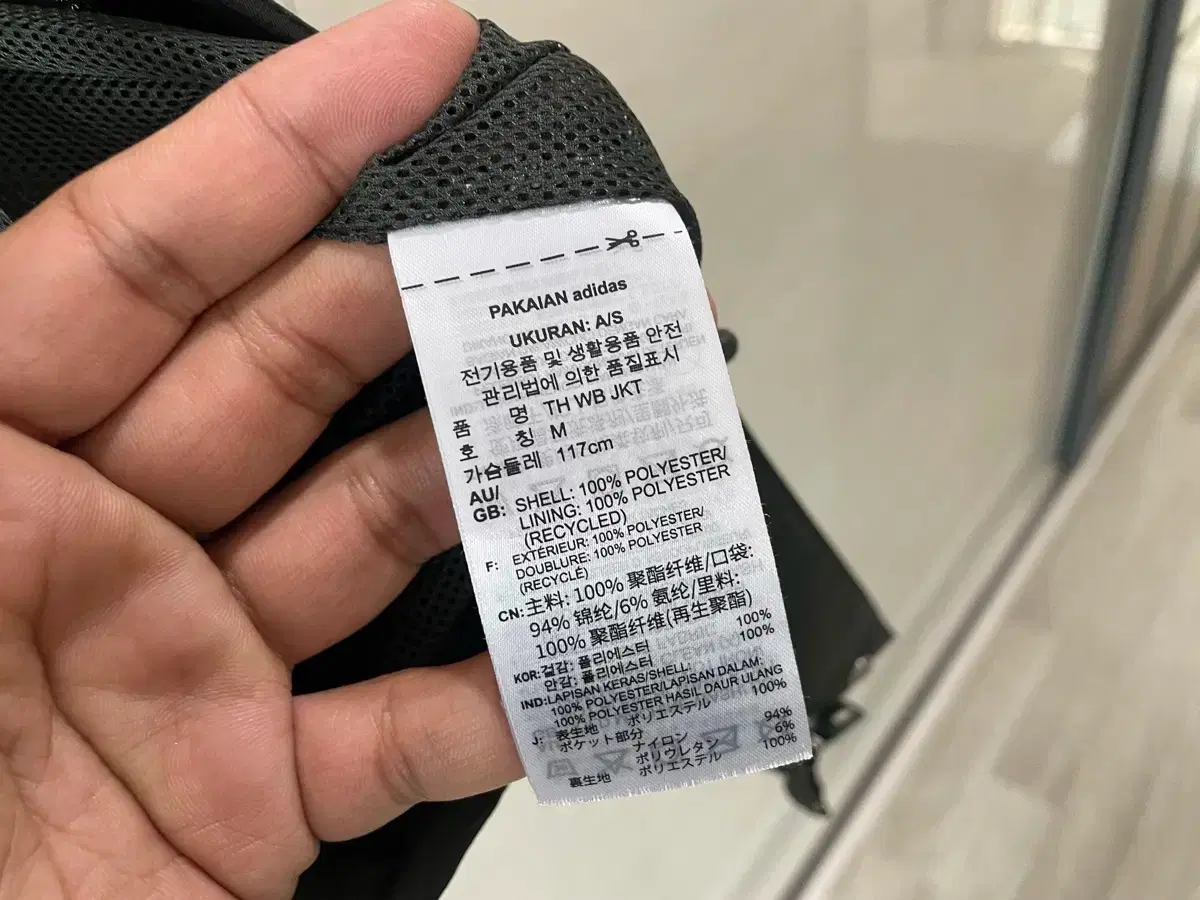 PAKAIAN adidas
UKURAN: A/S
전기용품 및 생활용품 안전
관리법에 의한 품질표시
품 명 TH WB JKT
호 칭 M
가슴둘레 117cm
AU/
GB: SHELL: 100% POLYESTER/
LINING: 100% POLYESTER
(RECYCLED)
F: EXTÉRIEUR: 100% POLYESTER/
DOUBLURE: 100% POLYESTER
(RECYCLÉ)
CN: 主料: 100% 聚酯纤维/口袋:
94% 锦纶/6% 氨纶/里料:
100% 聚酯纤维(再生聚酯)
KOR: 겉감: 폴리에스터 100%
안감: 폴리에스터 100%
IND: LAPISAN KERAS/SHELL:
100% POLYESTER/LAPISAN DALAM:
100% POLYESTER HASIL DAUR ULANG
J: 表生地 ポリエステル 100%
ポケット部分
ナイロン 94%
ポリウレタン 6%
裏生地 ポリエステル 100%